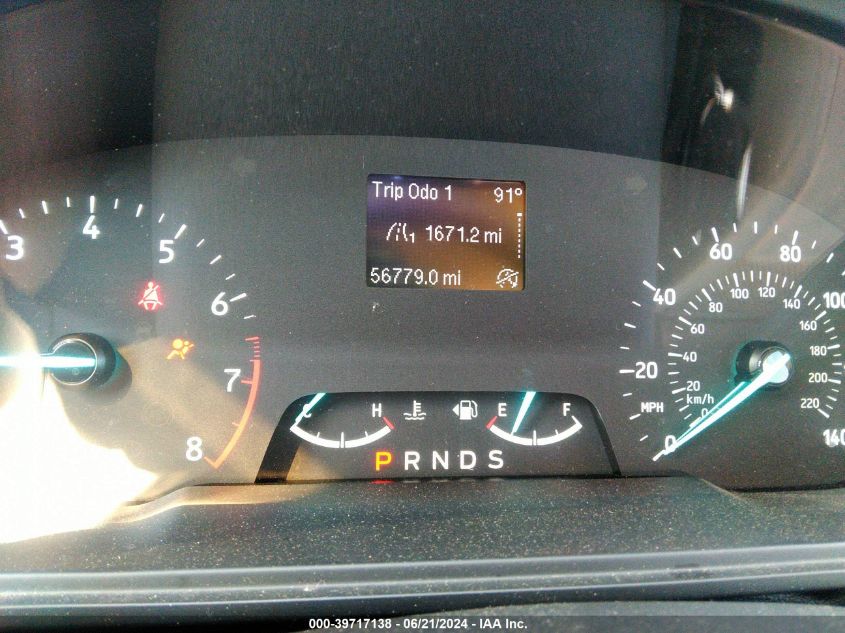 Trip Odo 1 91°
1 1671.2 mi
56779.0 mi
3 4 5 6 7 8
C H
E F
P R N D S
0 20 40 60 80 100 140
MPH
0 20 40 60 80 100 120 140 160 180 200 220
km/h
000-39717138 - 06/21/2024 - IAA Inc.